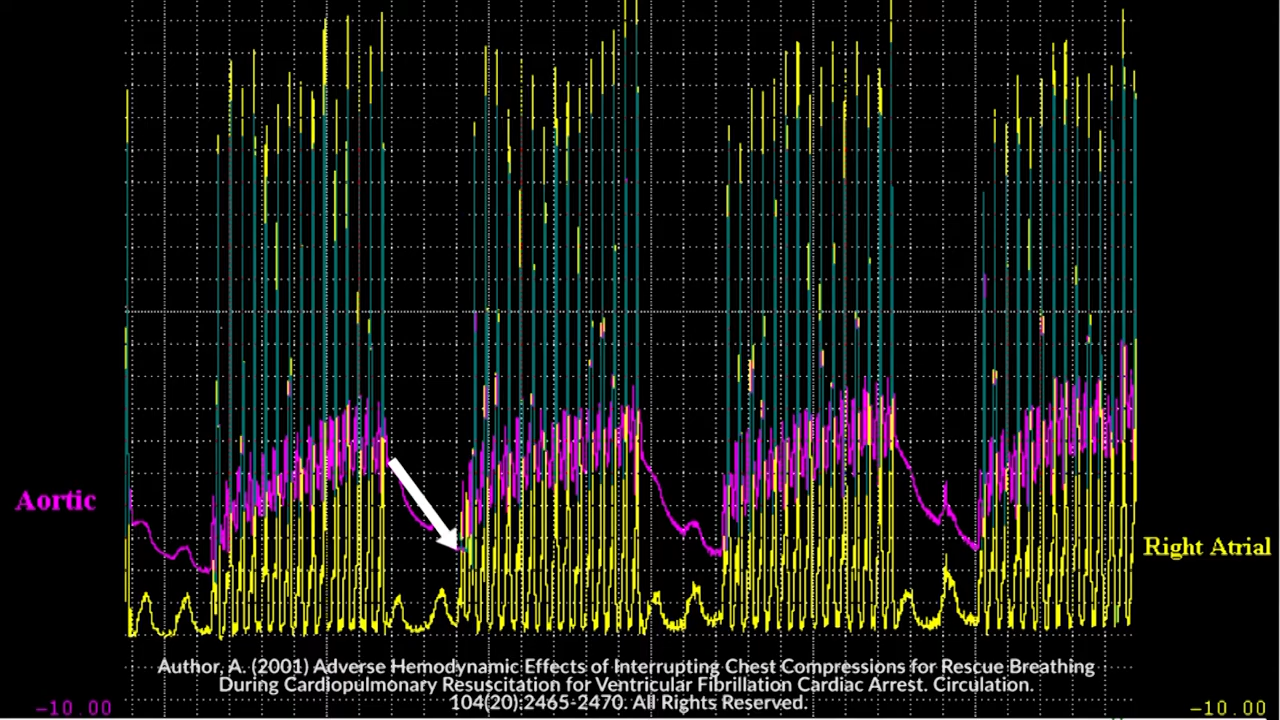 Aortic
Right Atrial
Author, A. (2001) Adverse Hemodynamic Effects of Interrupting Chest Compressions for Rescue Breathing
During Cardiopulmonary Resuscitation for Ventricular Fibrillation Cardiac Arrest. Circulation.
104(20):2465-2470. All Rights Reserved.
-10.00
-10.00